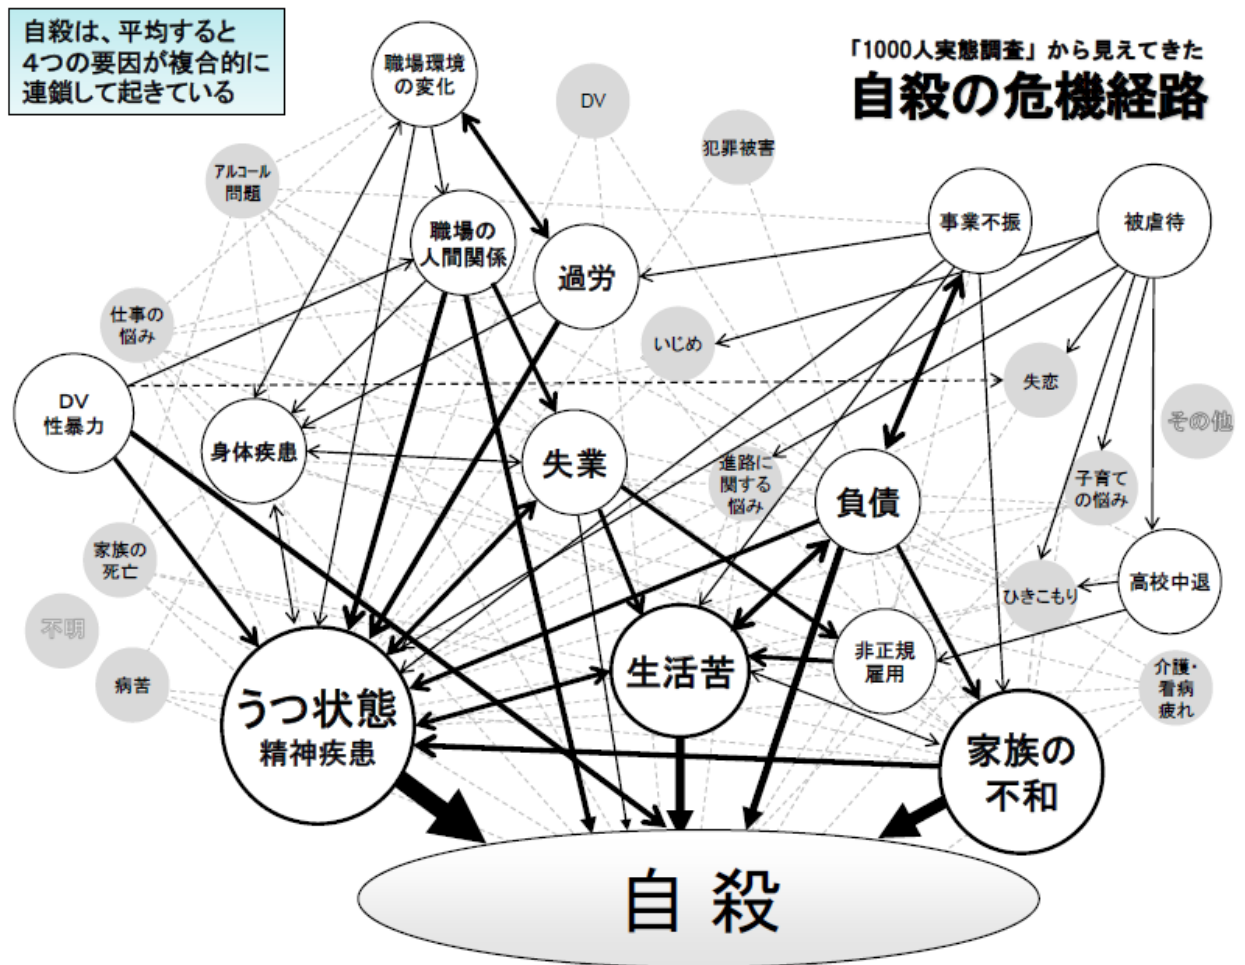 自殺は、平均すると
4つの要因が複合的に
連鎖して起きている
「1000人実態調査」から見えてきた
自殺の危機経路
職場環境
の変化
DV
犯罪被害
アルコール
問題
職場の
人間関係
過労
事業不振
被虐待
仕事の
悩み
いじめ
失恋
その他
DV
性暴力
身体疾患
失業
進路に
関する
悩み
負債
子育て
の悩み
家族の
死亡
ひきこもり
高校中退
不明
病苦
うつ状態
精神疾患
生活苦
非正規
雇用
介護・
看病
疲れ
家族の
不和
自殺